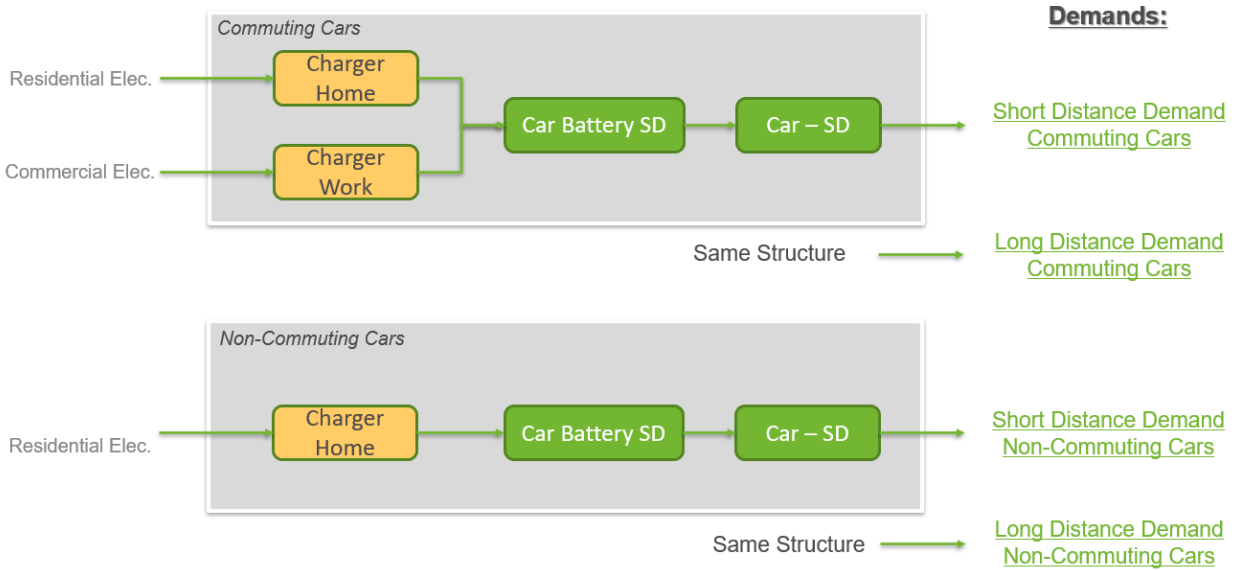 Demands:
Commuting Cars
Residential Elec.
Charger
Home
Commercial Elec.
Charger
Work
Car Battery SD
Car – SD
Short Distance Demand
Commuting Cars
Same Structure
Long Distance Demand
Commuting Cars
Non-Commuting Cars
Residential Elec.
Charger
Home
Car Battery SD
Car – SD
Short Distance Demand
Non-Commuting Cars
Same Structure
Long Distance Demand
Non-Commuting Cars